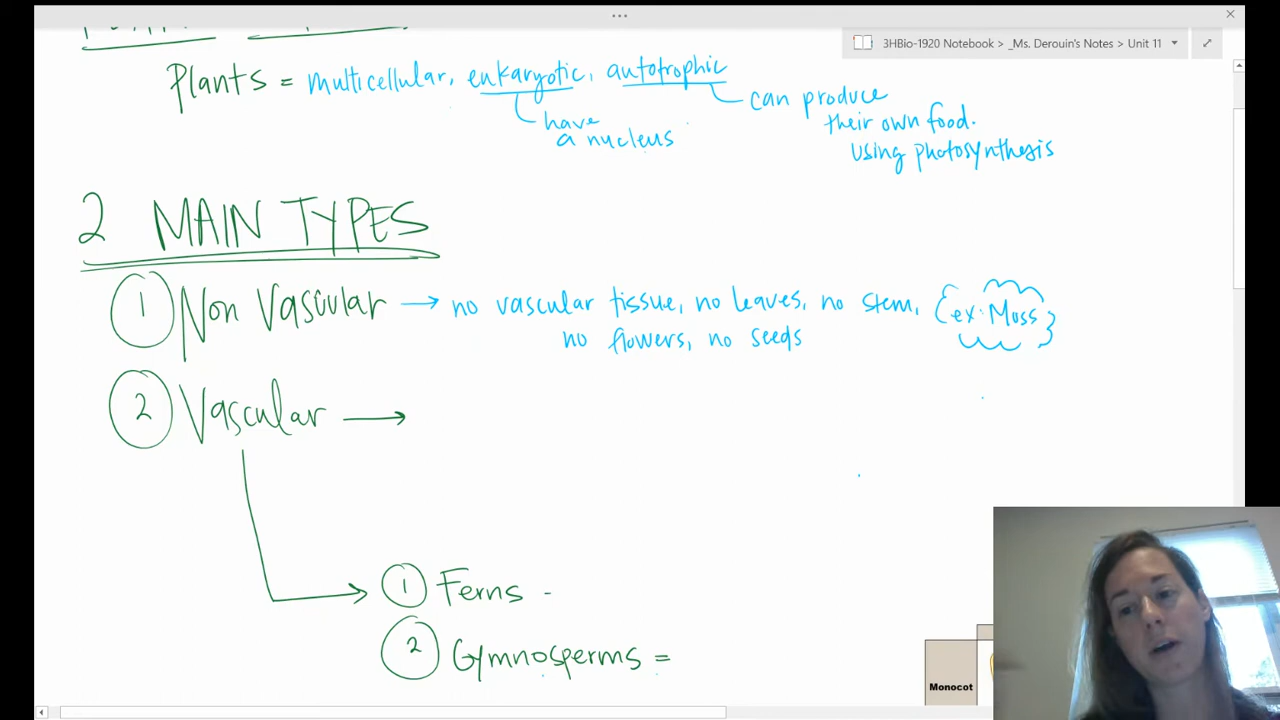 3HBio-1920 Notebook > _Ms. Derouin's Notes > Unit 11
Plants = multicellular, eukaryotic, autotrophic
have
a nucleus
can produce
their own food.
using photosynthesis
2 MAIN TYPES
1 Non Vascular → no vascular tissue, no leaves, no stem, {ex: Moss}
no flowers, no seeds
2 Vascular →
1 Ferns -
2 Gymnosperms =
Monocot